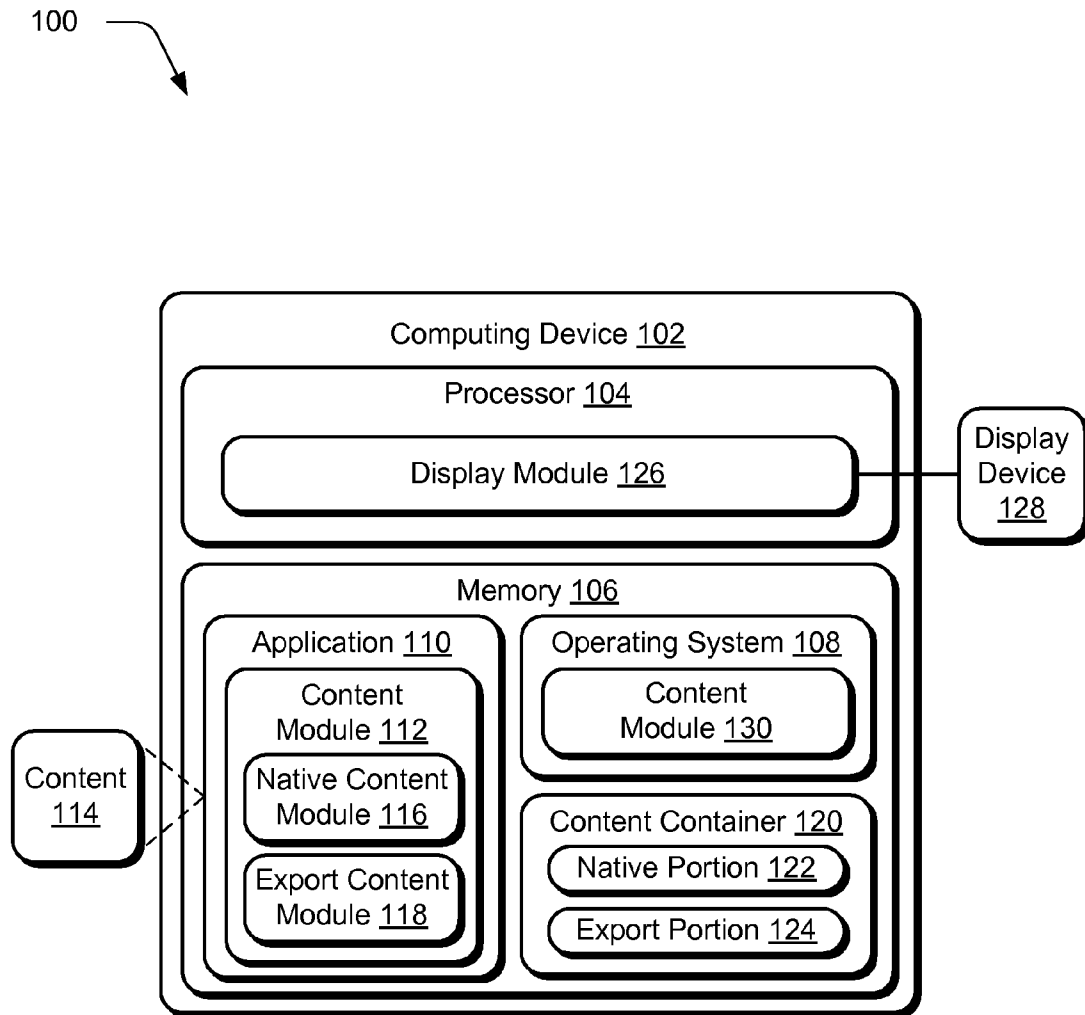 100
Computing Device 102
Processor 104
Display Module 126
Display
Device
128
Memory 106
Application 110
Content
Module 112
Native Content
Module 116
Export Content
Module 118
Content
114
Operating System 108
Content
Module 130
Content Container 120
Native Portion 122
Export Portion 124